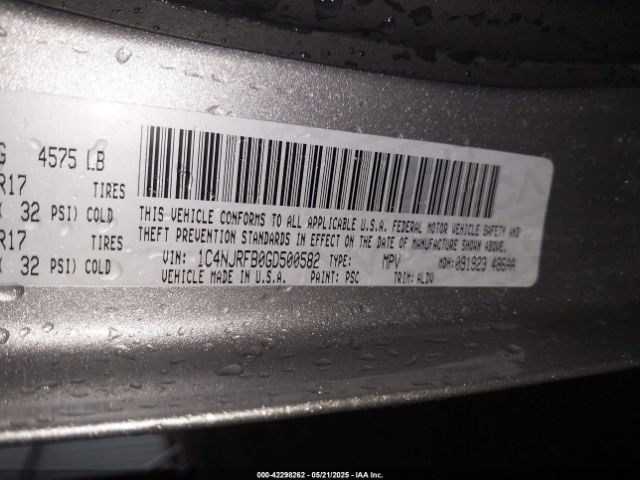 G 4575 LB
R17 TIRES
( 32 PSI) COLD
R17 TIRES
( 32 PSI) COLD
THIS VEHICLE CONFORMS TO ALL APPLICABLE U.S.A. FEDERAL MOTOR VEHICLE SAFETY AND
THEFT PREVENTION STANDARDS IN EFFECT ON THE DATE OF MANUFACTURE SHOWN ABOVE.
VIN: 1C4NJRFB0GD500582 TYPE: MPV MDH: 091923 486AA
VEHICLE MADE IN U.S.A. PAINT: PSC TRIM: ALDV
000-42298262 - 05/21/2025 - IAA Inc.